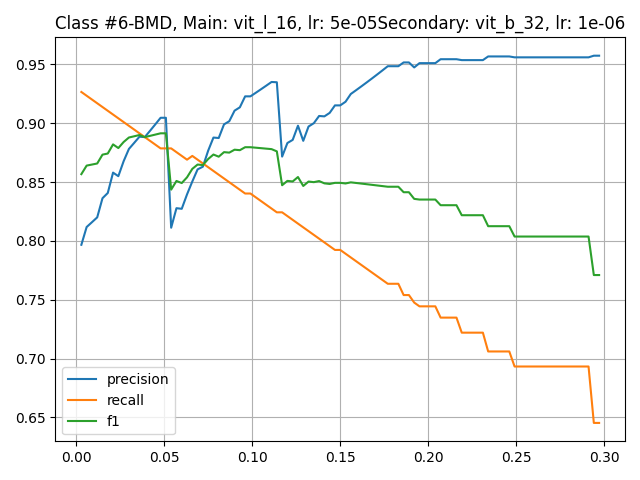 Class #6-BMD, Main: vit_l_16, lr: 5e-05Secondary: vit_b_32, lr: 1e-06
0.95
0.90
0.85
0.80
0.75
0.70
0.65
precision
recall
f1
0.00 0.05 0.10 0.15 0.20 0.25 0.30